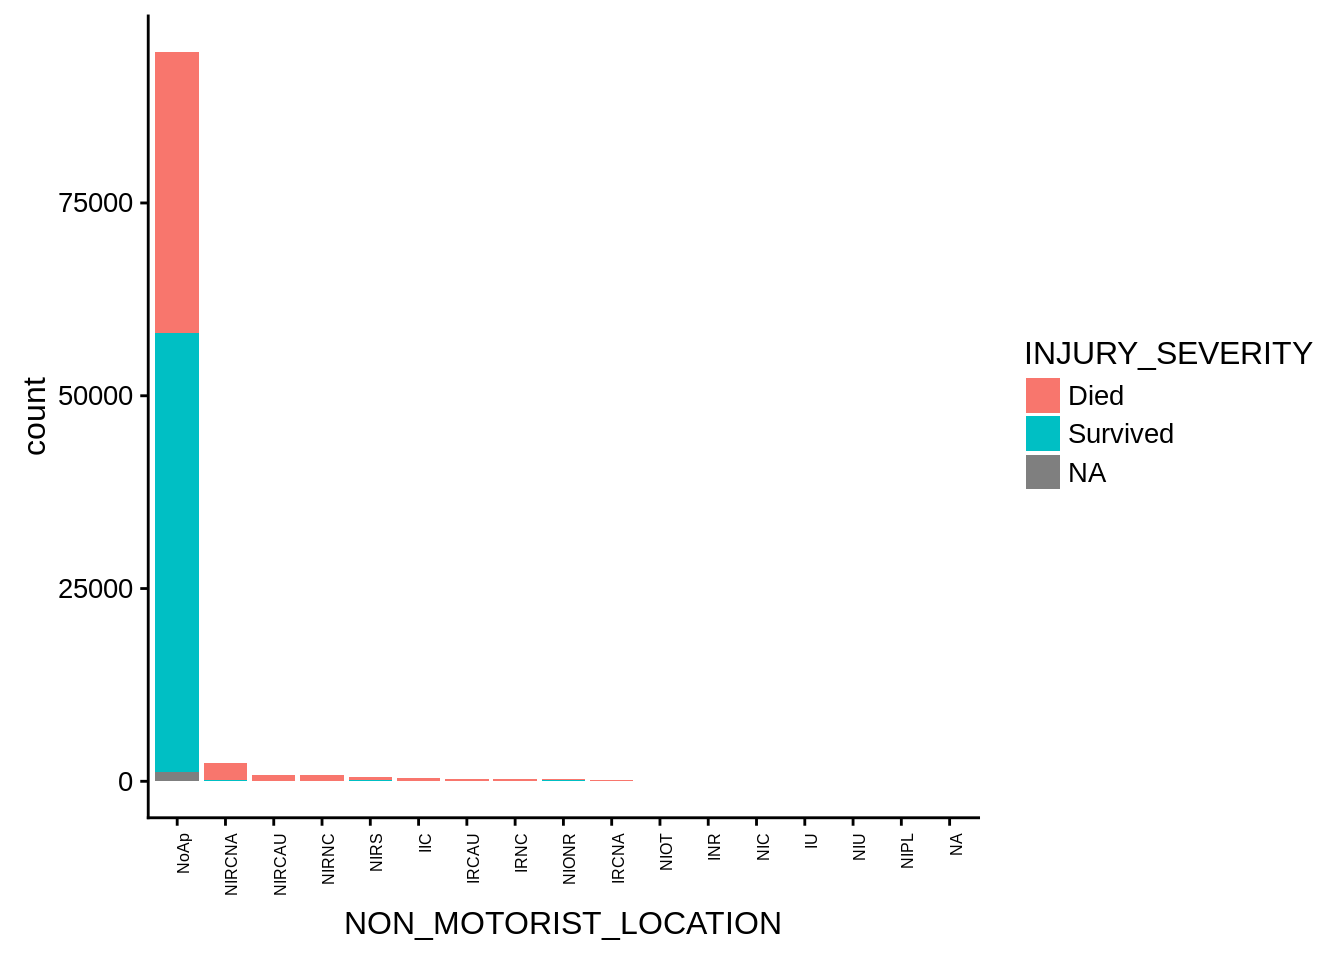 75000
50000
25000
0
count
NoAp
NIRCNA
NIRCAU
NIRNC
NIRS
IIC
IRCAU
IRNC
NIONR
IRCNA
NIOT
INR
NIC
IU
NIU
NIPL
NA
NON_MOTORIST_LOCATION
INJURY_SEVERITY
Died
Survived
NA